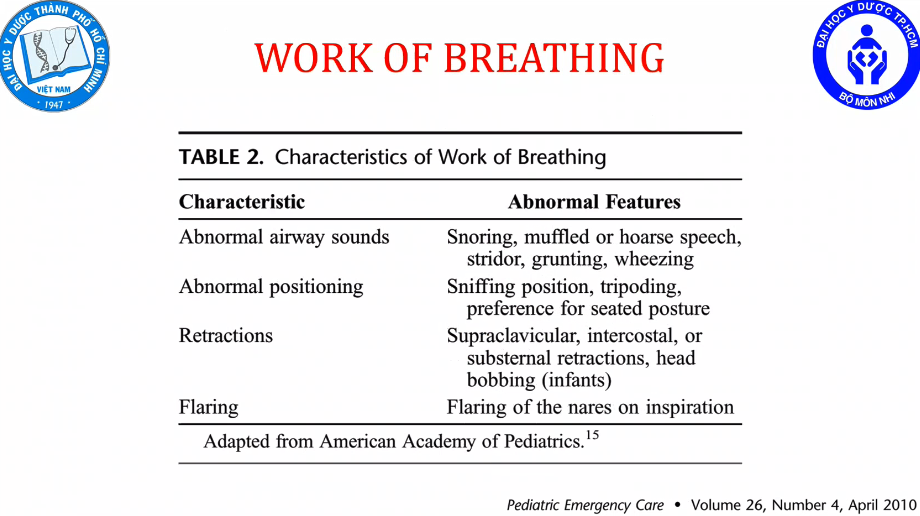 ĐẠI HỌC Y DƯỢC THÀNH PHỐ HỒ CHÍ MINH
VIỆT NAM
· 1947 ·
WORK OF BREATHING
ĐẠI HỌC Y DƯỢC TP.HCM
BỘ MÔN NHI
TABLE 2. Characteristics of Work of Breathing
Characteristic Abnormal Features
Abnormal airway sounds Snoring, muffled or hoarse speech,
stridor, grunting, wheezing
Abnormal positioning Sniffing position, tripoding,
preference for seated posture
Retractions Supraclavicular, intercostal, or
substernal retractions, head
bobbing (infants)
Flaring Flaring of the nares on inspiration
Adapted from American Academy of Pediatrics.15
Pediatric Emergency Care • Volume 26, Number 4, April 2010